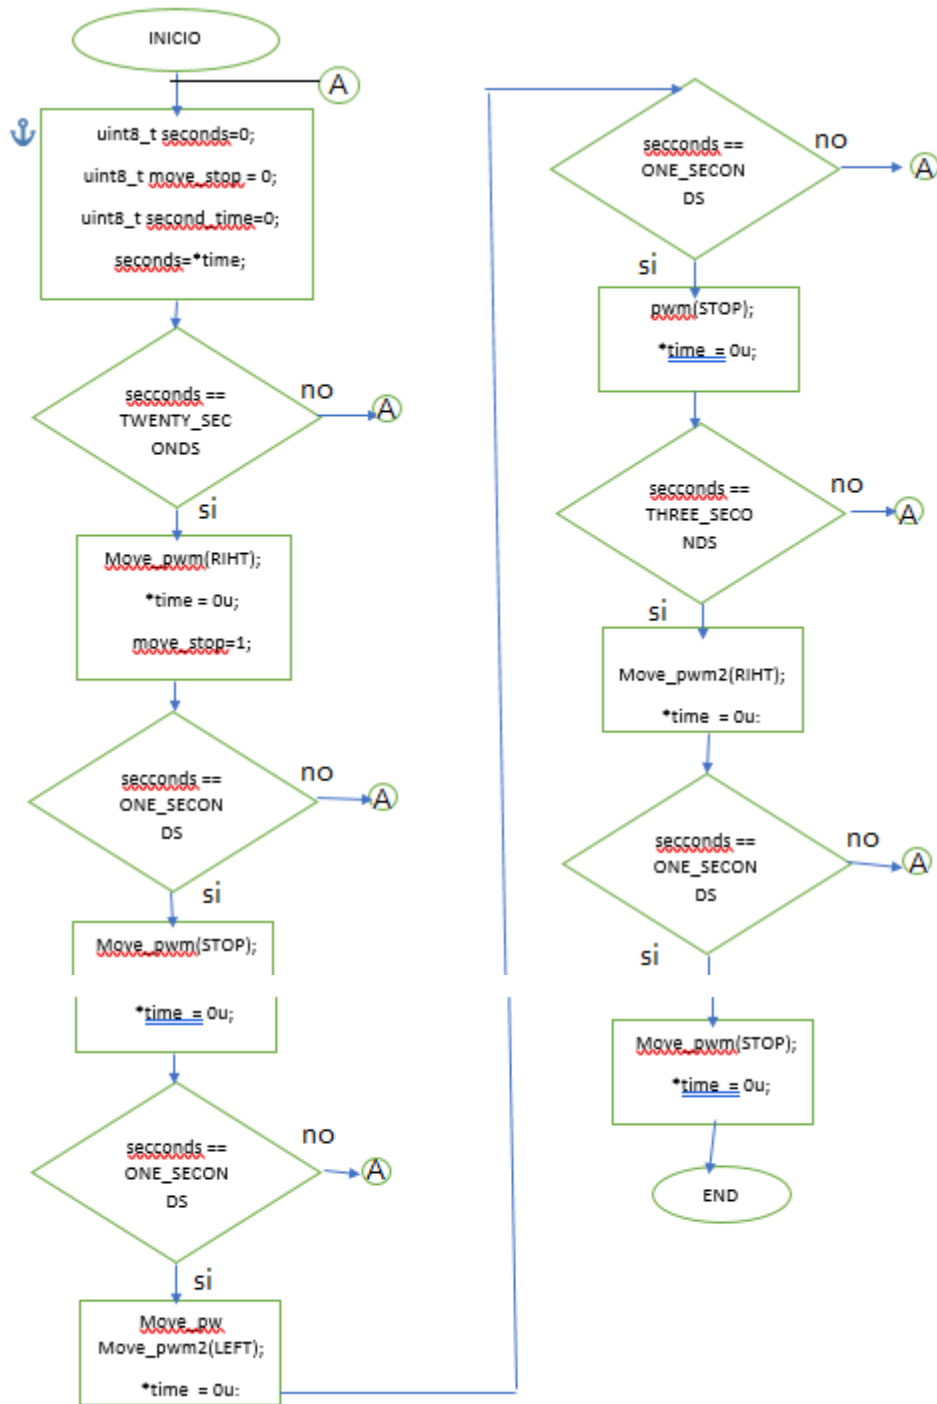 INICIO
A
uint8_t seconds=0;
uint8_t move_stop = 0;
uint8_t second_time=0;
seconds=*time;
secconds ==
TWENTY_SEC
ONDS
no
A
si
Move_pwm(RIHT);
*time = 0u;
move_stop=1;
secconds ==
ONE_SECON
DS
no
A
si
Move_pwm(STOP);
*time = 0u;
secconds ==
ONE_SECON
DS
no
A
si
Move_pw
Move_pwm2(LEFT);
*time = 0u:
secconds ==
ONE_SECON
DS
no
A
si
pwm(STOP);
*time = 0u;
secconds ==
THREE_SECO
NDS
no
A
si
Move_pwm2(RIHT);
*time = 0u:
secconds ==
ONE_SECON
DS
no
A
si
Move_pwm(STOP);
*time = 0u;
END